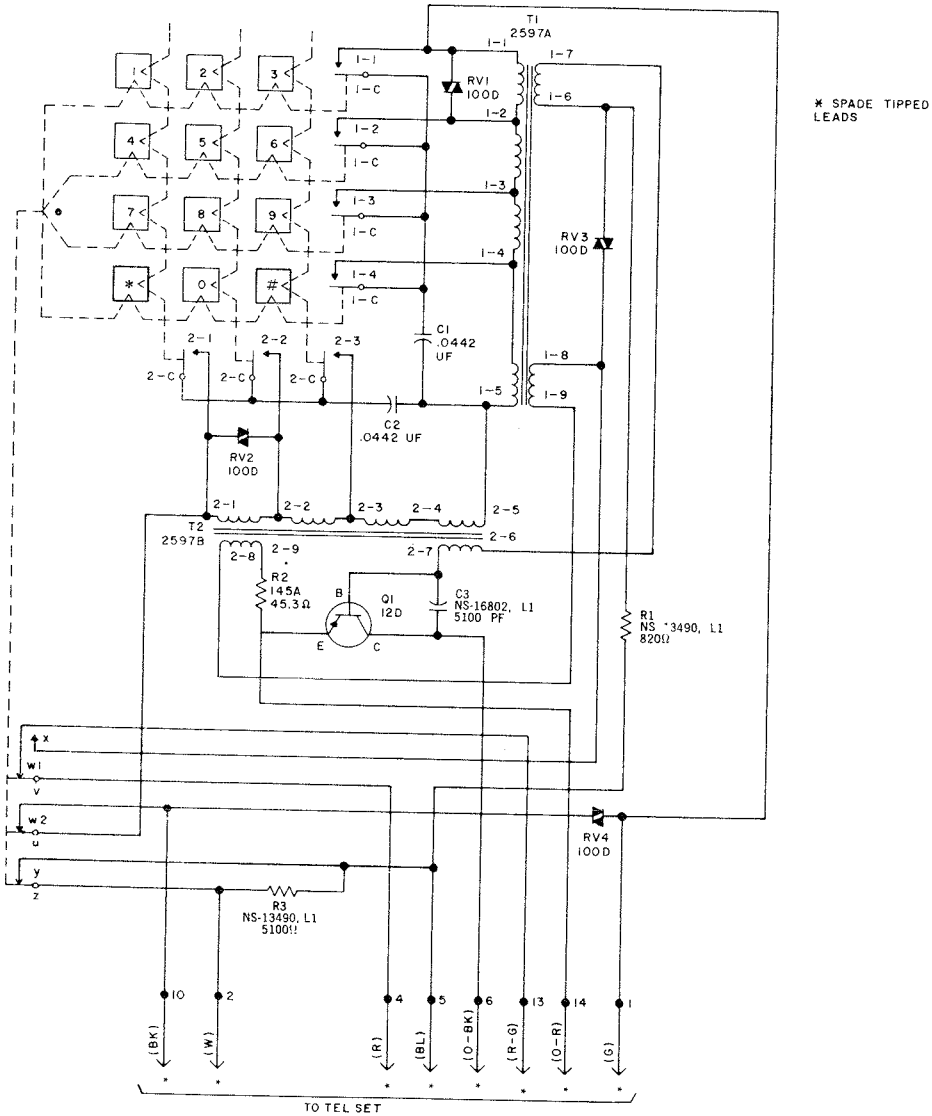 T1
2597A
1-1
1-7
1
2
3
1-1
1-C
RV1
100D
1-6
1-2
* SPADE TIPPED
LEADS
4
5
6
1-2
1-C
1-3
7
8
9
1-3
1-C
RV3
100D
1-4
*
0
#
1-4
1-C
C1
.0442
UF
2-1
2-2
2-3
1-8
2-C
2-C
2-C
1-5
1-9
C2
.0442 UF
RV2
100D
2-1
2-2
2-3
2-4
2-5
T2
2597B
2-6
2-8
2-9
2-7
R2
145A
45.3Ω
B
Q1
12D
E
C
C3
NS-16802, L1
5100 PF
R1
NS-13490, L1
820Ω
x
w1
v
w2
u
RV4
100D
y
z
R3
NS-13490, L1
5100Ω
10
2
4
5
6
13
14
1
(BK)
(W)
(R)
(BL)
(O-BK)
(R-G)
(O-R)
(G)
* * * * * * * *
TO TEL SET